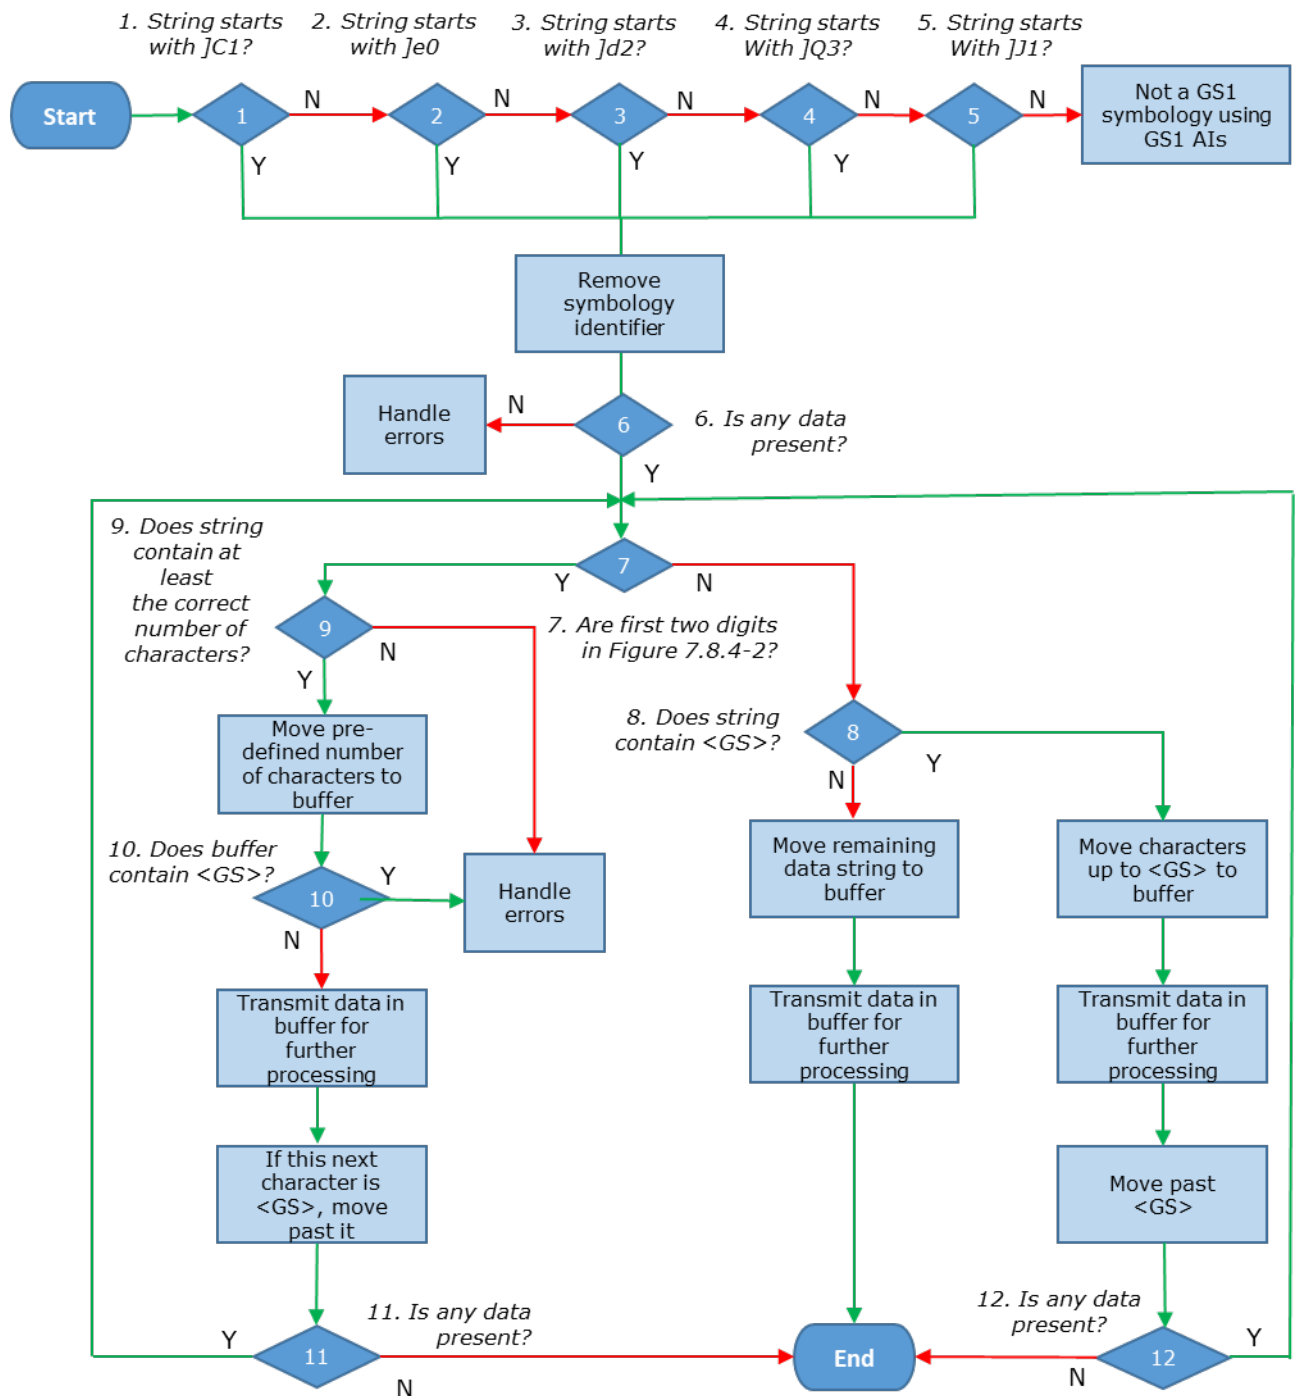 1. String starts
with ]C1?
2. String starts
with ]e0
3. String starts
with ]d2?
4. String starts
With ]Q3?
5. String starts
With ]J1?
Start
1
N
2
N
3
N
4
N
5
N
Not a GS1
symbology using
GS1 AIs
Y
Y
Y
Y
Y
Remove
symbology
identifier
Handle
errors
N
6
6. Is any data
present?
Y
9. Does string
contain at
least
the correct
number of
characters?
7
Y
N
9
N
Y
7. Are first two digits
in Figure 7.8.4-2?
8. Does string
contain <GS>?
8
Y
N
Move pre-
defined number
of characters to
buffer
10. Does buffer
contain <GS>?
10
Y
N
Handle
errors
Move remaining
data string to
buffer
Move characters
up to <GS> to
buffer
Transmit data in
buffer for
further
processing
Transmit data in
buffer for
further
processing
Transmit data in
buffer for
further
processing
If this next
character is
<GS>, move
past it
Move past
<GS>
Y
11
11. Is any data
present?
N
End
12. Is any data
present?
N
12
Y